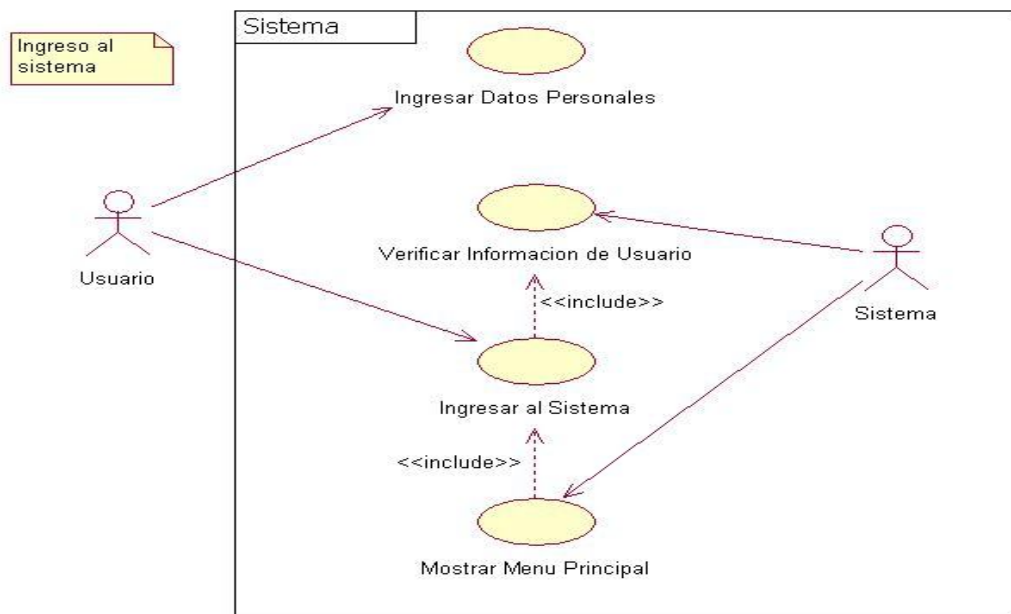 Sistema
Ingreso al
sistema
Ingresar Datos Personales
Verificar Informacion de Usuario
Usuario
<<include>>
Sistema
Ingresar al Sistema
<<include>>
Mostrar Menu Principal